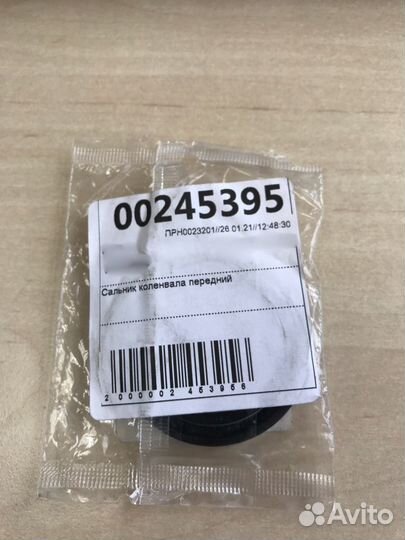 00245395
ПРН0023201//26 01 21//12:48:30
Сальник коленвала передний
2 000002 453956
Avito